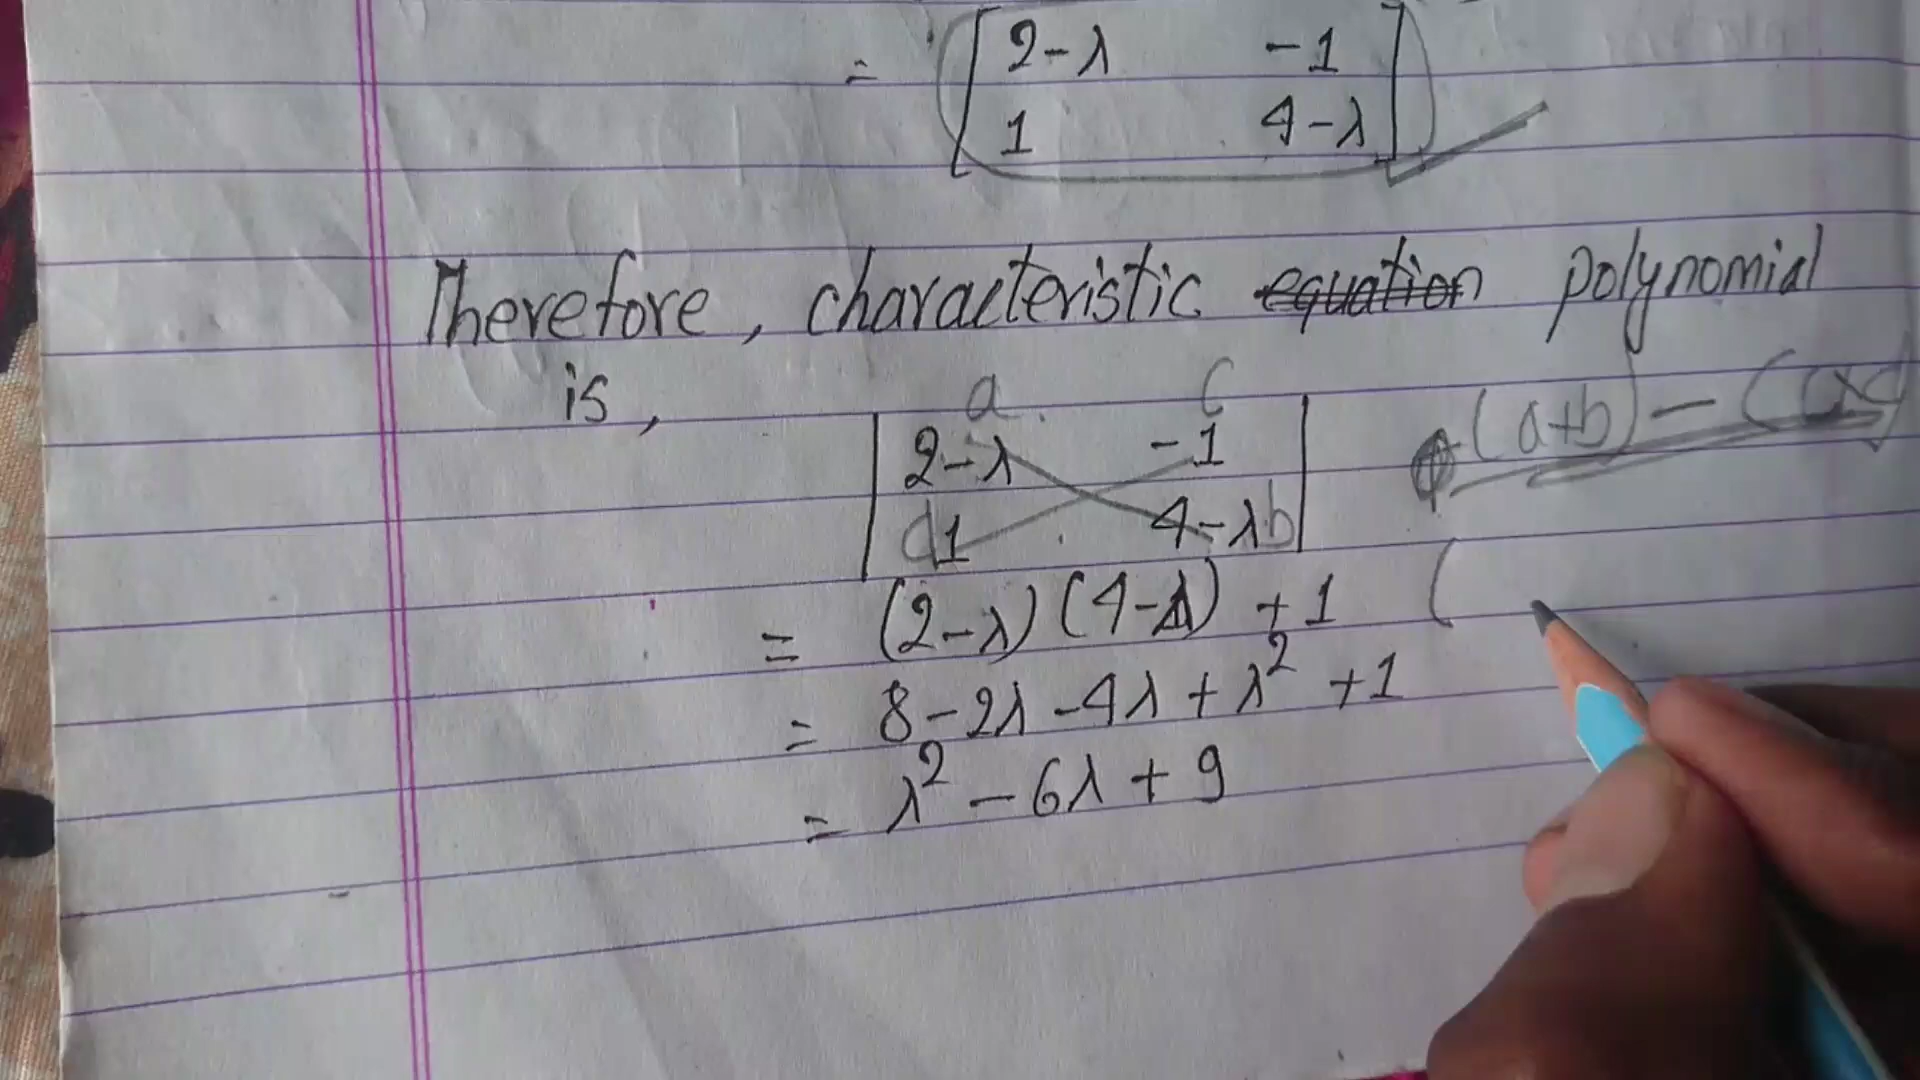 = [ 2-λ -1
1 4-λ ]
Therefore, characteristic equation polynomial
is,
a c
| 2-λ -1 | (a+b) - (c×d)
d 1 4-λ b
= (2-λ) (4-λ) + 1 (
= 8 - 2λ - 4λ + λ² + 1
= λ² - 6λ + 9